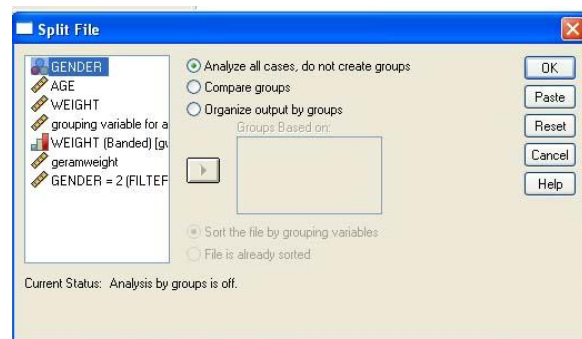 Split File
GENDER
AGE
WEIGHT
grouping variable for a
WEIGHT (Banded) [gu
geramweight
GENDER = 2 (FILTEF
Analyze all cases, do not create groups
Compare groups
Organize output by groups
Groups Based on:
Sort the file by grouping variables
File is already sorted
Current Status: Analysis by groups is off.
OK
Paste
Reset
Cancel
Help